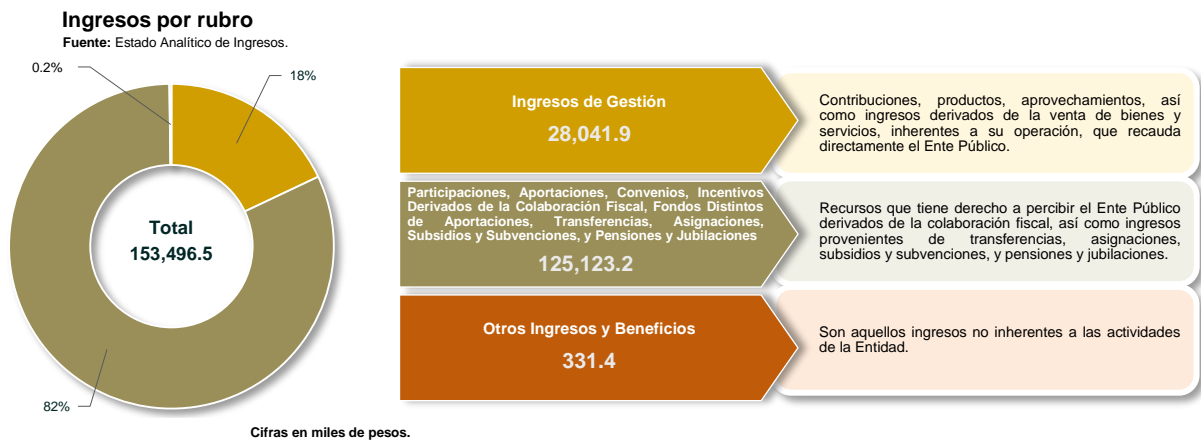 Ingresos por rubro
Fuente: Estado Analítico de Ingresos.
0.2%
18%
Total
153,496.5
82%
Ingresos de Gestión
28,041.9
Contribuciones, productos, aprovechamientos, así
como ingresos derivados de la venta de bienes y
servicios, inherentes a su operación, que recauda
directamente el Ente Público.
Participaciones, Aportaciones, Convenios, Incentivos
Derivados de la Colaboración Fiscal, Fondos Distintos
de Aportaciones, Transferencias, Asignaciones,
Subsidios y Subvenciones, y Pensiones y Jubilaciones
125,123.2
Recursos que tiene derecho a percibir el Ente Público
derivados de la colaboración fiscal, así como ingresos
provenientes de transferencias, asignaciones,
subsidios y subvenciones, y pensiones y jubilaciones.
Otros Ingresos y Beneficios
331.4
Son aquellos ingresos no inherentes a las actividades
de la Entidad.
Cifras en miles de pesos.